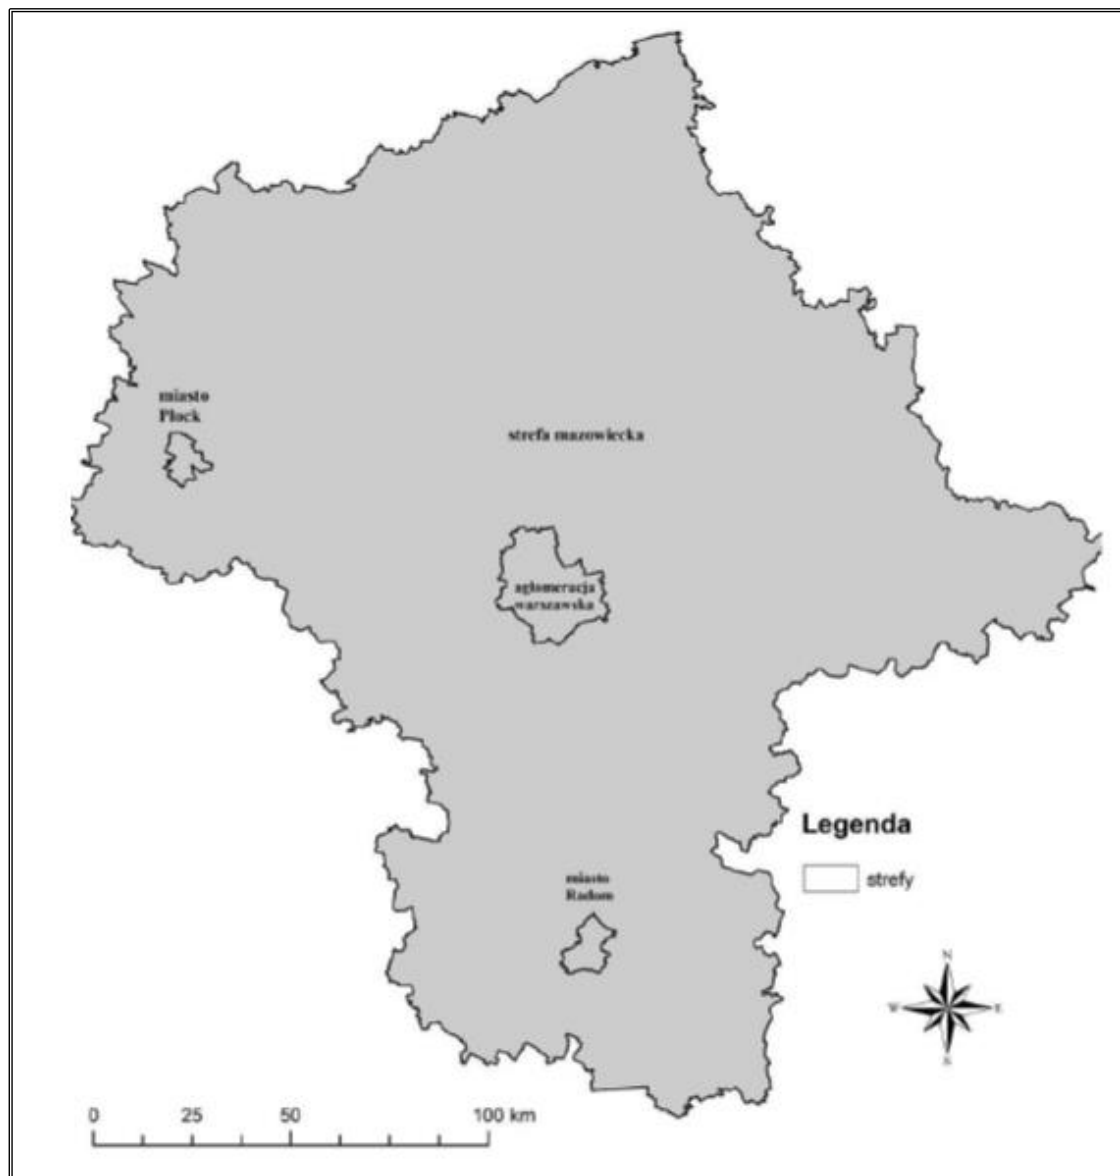 miasto
Płock
strefa mazowiecka
aglomeracja
warszawska
miasto
Radom
Legenda
strefy
N
W E
S
0 25 50 100 km